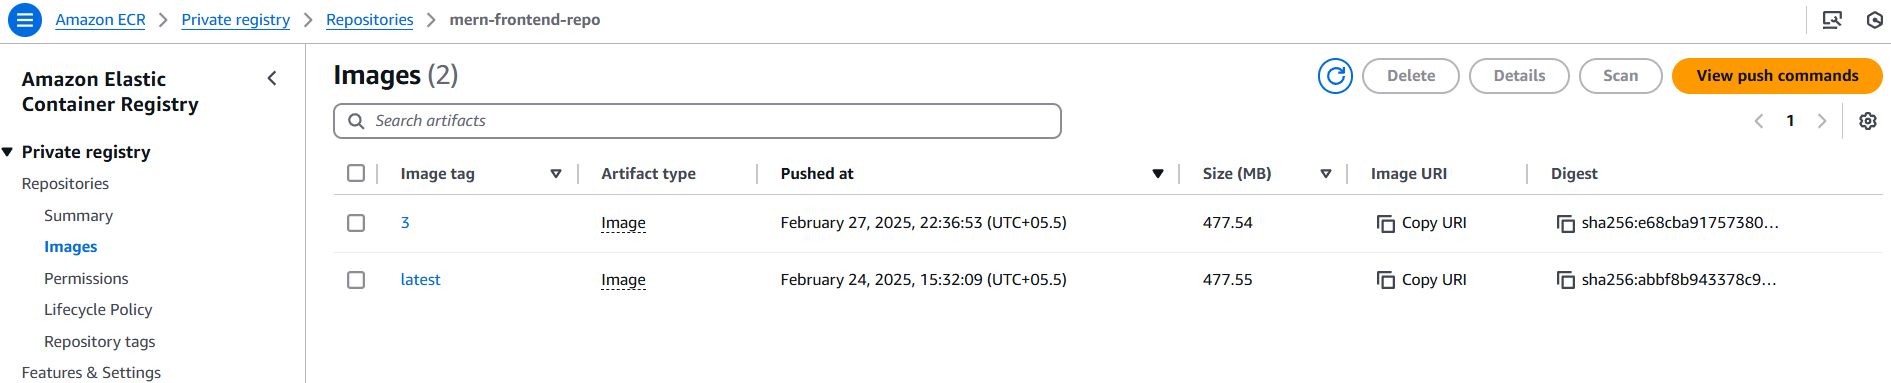 Amazon ECR > Private registry > Repositories > mern-frontend-repo
Amazon Elastic
Container Registry
Private registry
Repositories
Summary
Images
Permissions
Lifecycle Policy
Repository tags
Features & Settings
Images (2)
Delete Details Scan View push commands
Search artifacts
1
Image tag Artifact type Pushed at Size (MB) Image URI Digest
3 Image February 27, 2025, 22:36:53 (UTC+05.5) 477.54 Copy URI sha256:e68cba91757380...
latest Image February 24, 2025, 15:32:09 (UTC+05.5) 477.55 Copy URI sha256:abbf8b943378c9...